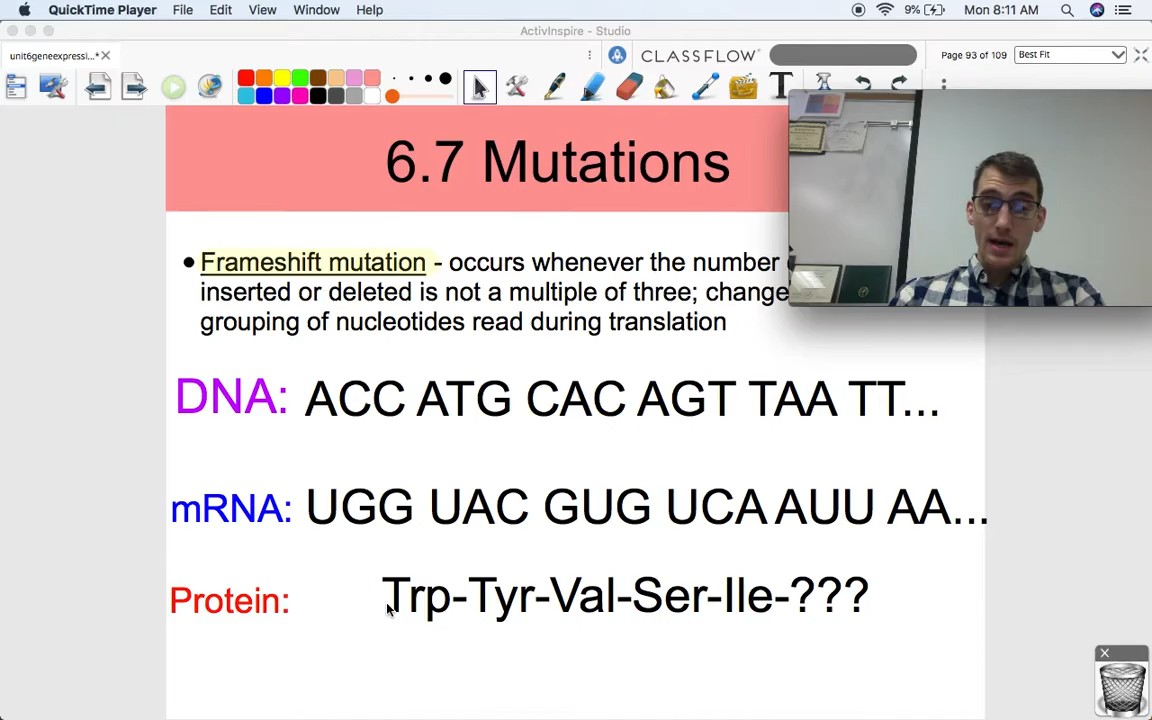 QuickTime Player File Edit View Window Help 9% Mon 8:11 AM
ActivInspire - Studio
unit6geneexpressi...* CLASSFLOW Page 93 of 109 Best Fit
6.7 Mutations
• Frameshift mutation - occurs whenever the number
inserted or deleted is not a multiple of three; change
grouping of nucleotides read during translation
DNA: ACC ATG CAC AGT TAA TT...
mRNA: UGG UAC GUG UCA AUU AA...
Protein: Trp-Tyr-Val-Ser-Ile-???